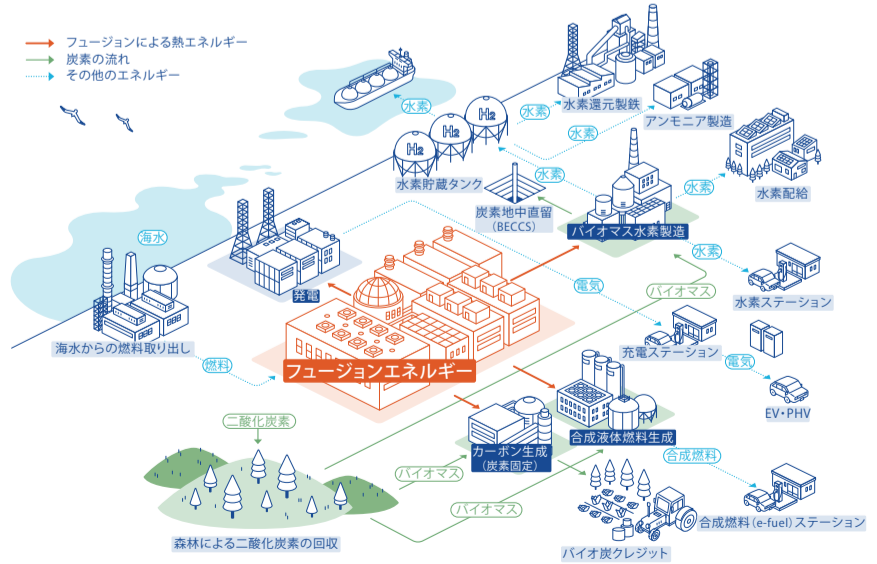 フュージョンによる熱エネルギー
炭素の流れ
その他のエネルギー
水素
水素
水素
水素還元製鉄
アンモニア製造
H2
H2
H2
水素貯蔵タンク
水素
水素
水素配給
炭素地中直留
(BECCS)
バイオマス水素製造
海水
水素
発電
電気
バイオマス
水素ステーション
海水からの燃料取り出し
燃料
フュージョンエネルギー
充電ステーション
電気
EV・PHV
二酸化炭素
カーボン生成
(炭素固定)
合成液体燃料生成
バイオマス
合成燃料
バイオマス
合成燃料(e-fuel)ステーション
森林による二酸化炭素の回収
バイオ炭クレジット